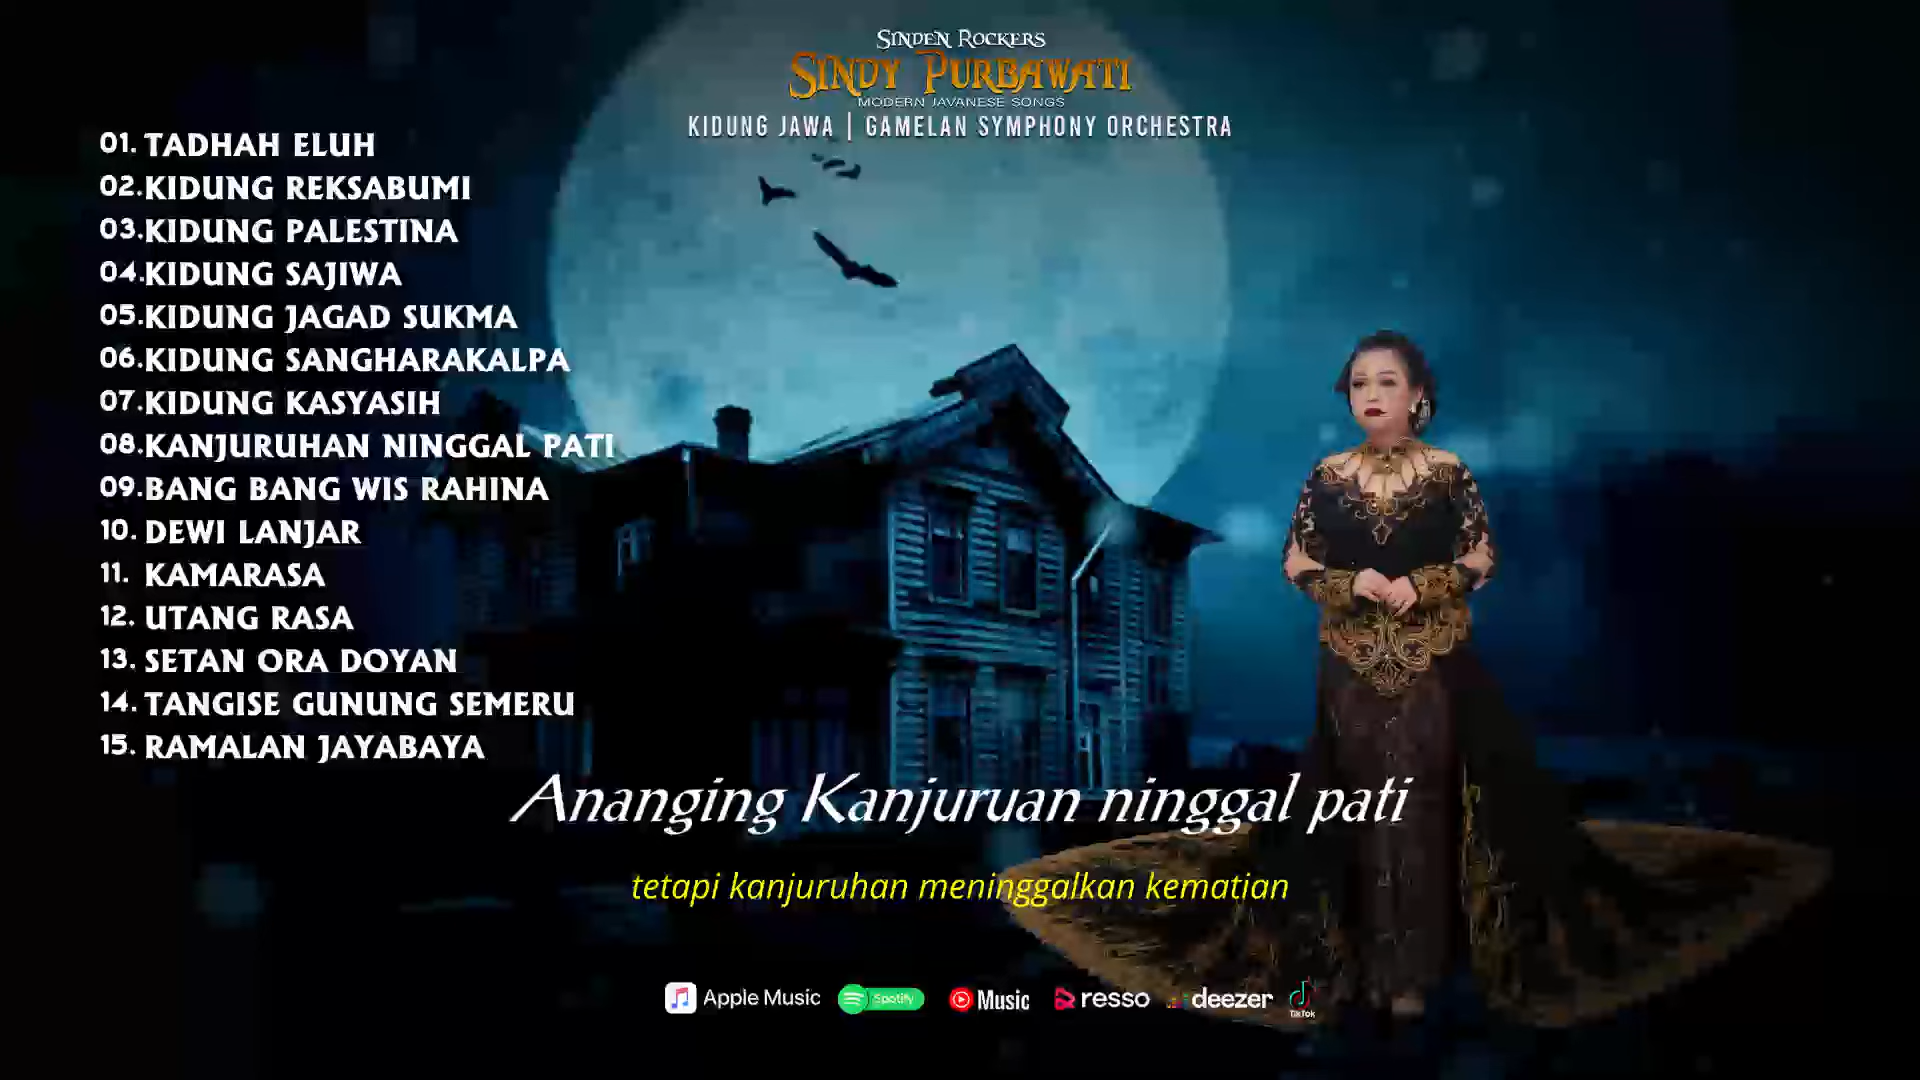 SINDEN ROCKERS
SINDY PURBAWATI
MODERN JAVANESE SONGS
KIDUNG JAWA | GAMELAN SYMPHONY ORCHESTRA
01. TADHAH ELUH
02. KIDUNG REKSABUMI
03. KIDUNG PALESTINA
04. KIDUNG SAJIWA
05. KIDUNG JAGAD SUKMA
06. KIDUNG SANGHARAKALPA
07. KIDUNG KASYASIH
08. KANJURUHAN NINGGAL PATI
09. BANG BANG WIS RAHINA
10. DEWI LANJAR
11. KAMARASA
12. UTANG RASA
13. SETAN ORA DOYAN
14. TANGISE GUNUNG SEMERU
15. RAMALAN JAYABAYA
Ananging Kanjuruan ninggal pati
tetapi kanjuruhan meninggalkan kematian
Apple Music Spotify Music resso deezer TikTok